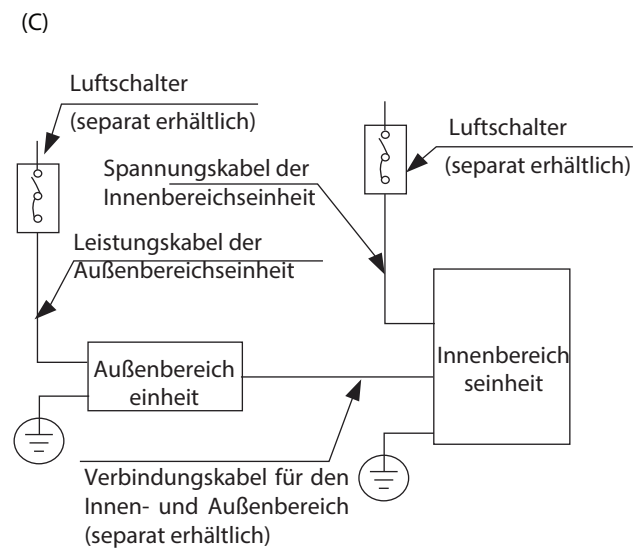 (C)
Luftschalter
(separat erhältlich)
Luftschalter
(separat erhältlich)
Spannungskabel der
Innenbereichseinheit
Leistungskabel der
Außenbereichseinheit
Außenbereich
einheit
Innenbereich
seinheit
Verbindungskabel für den
Innen- und Außenbereich
(separat erhältlich)